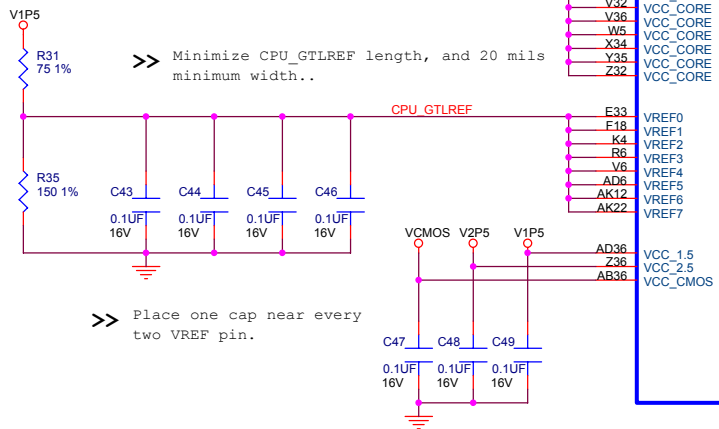 V32 VCC_CORE
V36 VCC_CORE
W5 VCC_CORE
X34 VCC_CORE
Y35 VCC_CORE
Z32 VCC_CORE
V1P5
R31
75 1%
>> Minimize CPU_GTLREF length, and 20 mils
minimum width..
CPU_GTLREF
E33 VREF0
F18 VREF1
K4 VREF2
R6 VREF3
V6 VREF4
AD6 VREF5
AK12 VREF6
AK22 VREF7
R35
150 1%
C43 C44 C45 C46
0.1UF 0.1UF 0.1UF 0.1UF
16V 16V 16V 16V
VCMOS V2P5 V1P5
AD36 VCC_1.5
Z36 VCC_2.5
AB36 VCC_CMOS
>> Place one cap near every
two VREF pin.
C47 C48 C49
0.1UF 0.1UF 0.1UF
16V 16V 16V